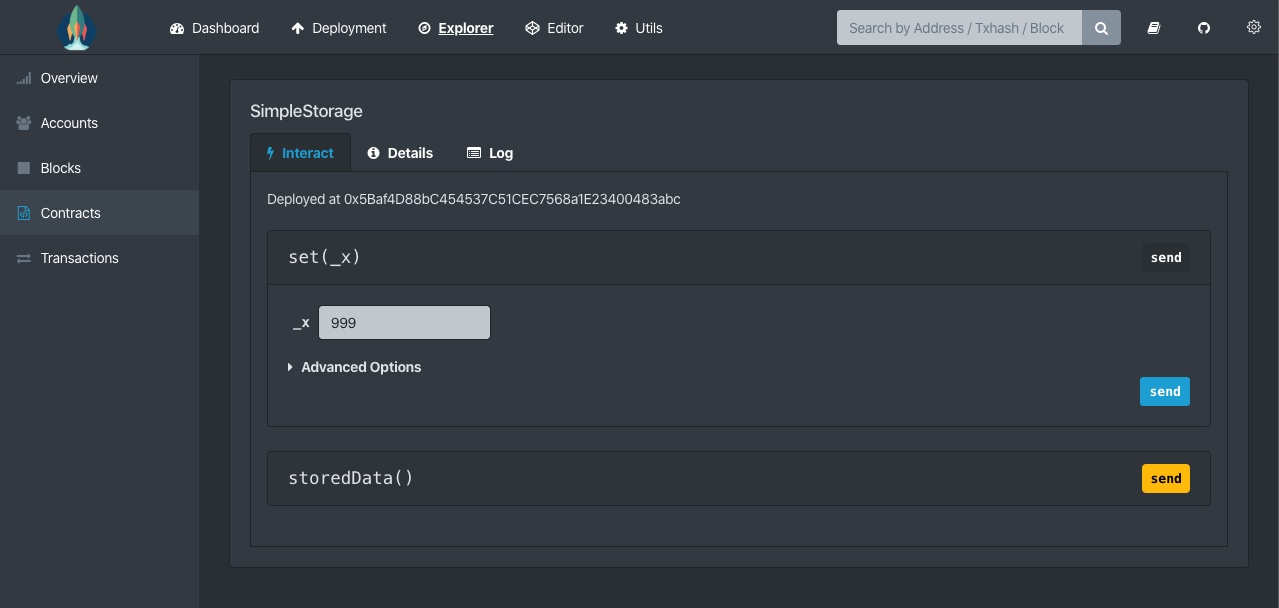 Dashboard
Deployment
Explorer
Editor
Utils
Search by Address / Txhash / Block
Overview
Accounts
Blocks
Contracts
Transactions
SimpleStorage
Interact
Details
Log
Deployed at 0x5Baf4D88bC454537C51CEC7568a1E23400483abc
set(_x)
send
_x
999
Advanced Options
send
storedData()
send